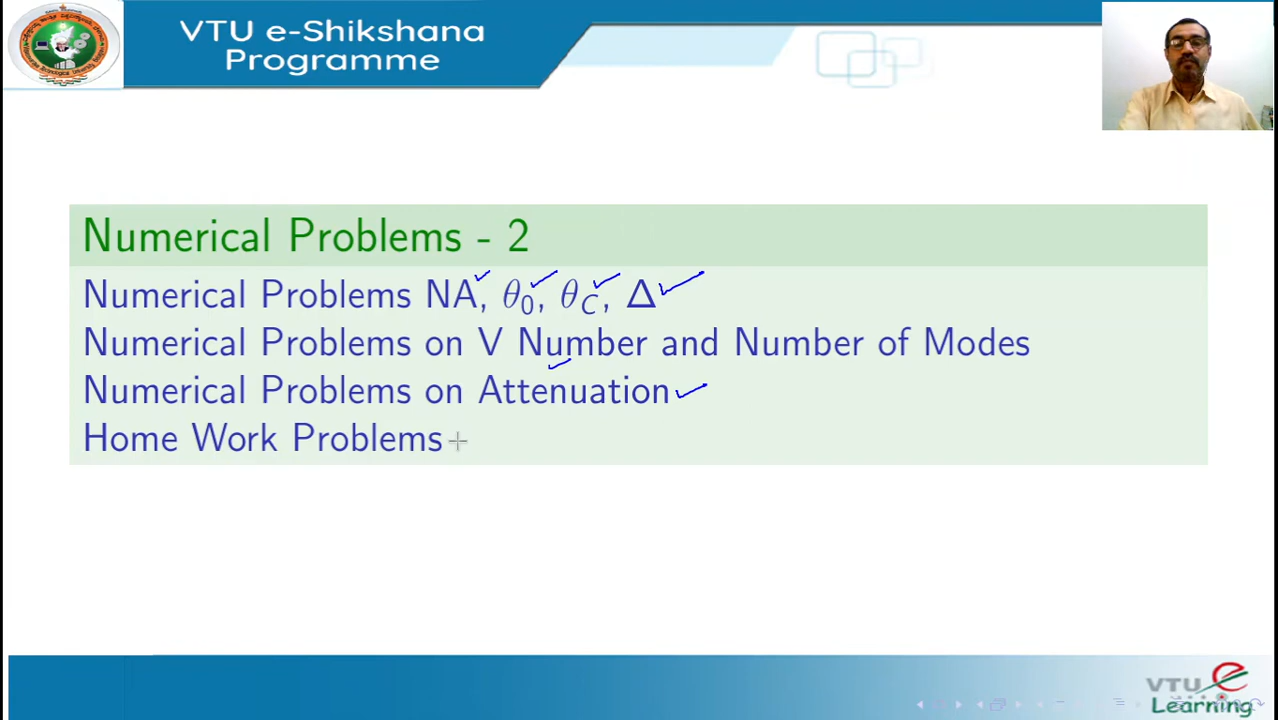 VTU e-Shikshana
Programme
Numerical Problems - 2
Numerical Problems NA, θ₀, θ_C, Δ
Numerical Problems on V Number and Number of Modes
Numerical Problems on Attenuation
Home Work Problems
VTU e
Learning